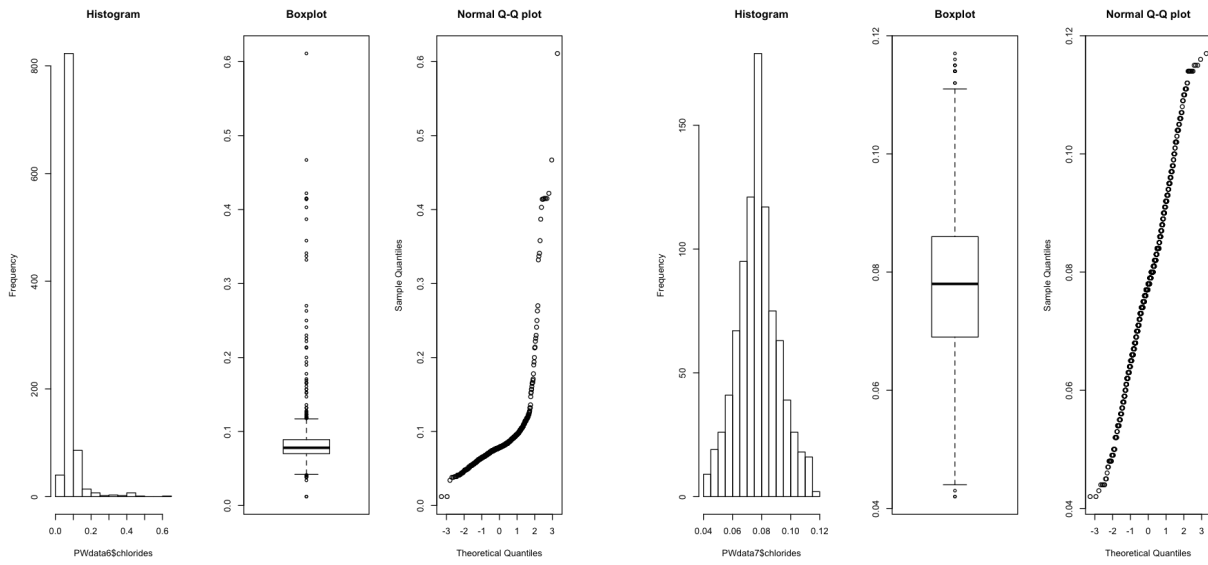 Histogram
Boxplot
Normal Q-Q plot
Histogram
Boxplot
Normal Q-Q plot
Frequency
0
200
400
600
800
0.0 0.2 0.4 0.6
PWdata6$chlorides
0.0
0.1
0.2
0.3
0.4
0.5
0.6
Sample Quantiles
0.0
0.1
0.2
0.3
0.4
0.5
0.6
-3 -2 -1 0 1 2 3
Theoretical Quantiles
Frequency
0
50
100
150
0.04 0.06 0.08 0.10 0.12
PWdata7$chlorides
0.04
0.06
0.08
0.10
0.12
Sample Quantiles
0.04
0.06
0.08
0.10
0.12
-3 -2 -1 0 1 2 3
Theoretical Quantiles